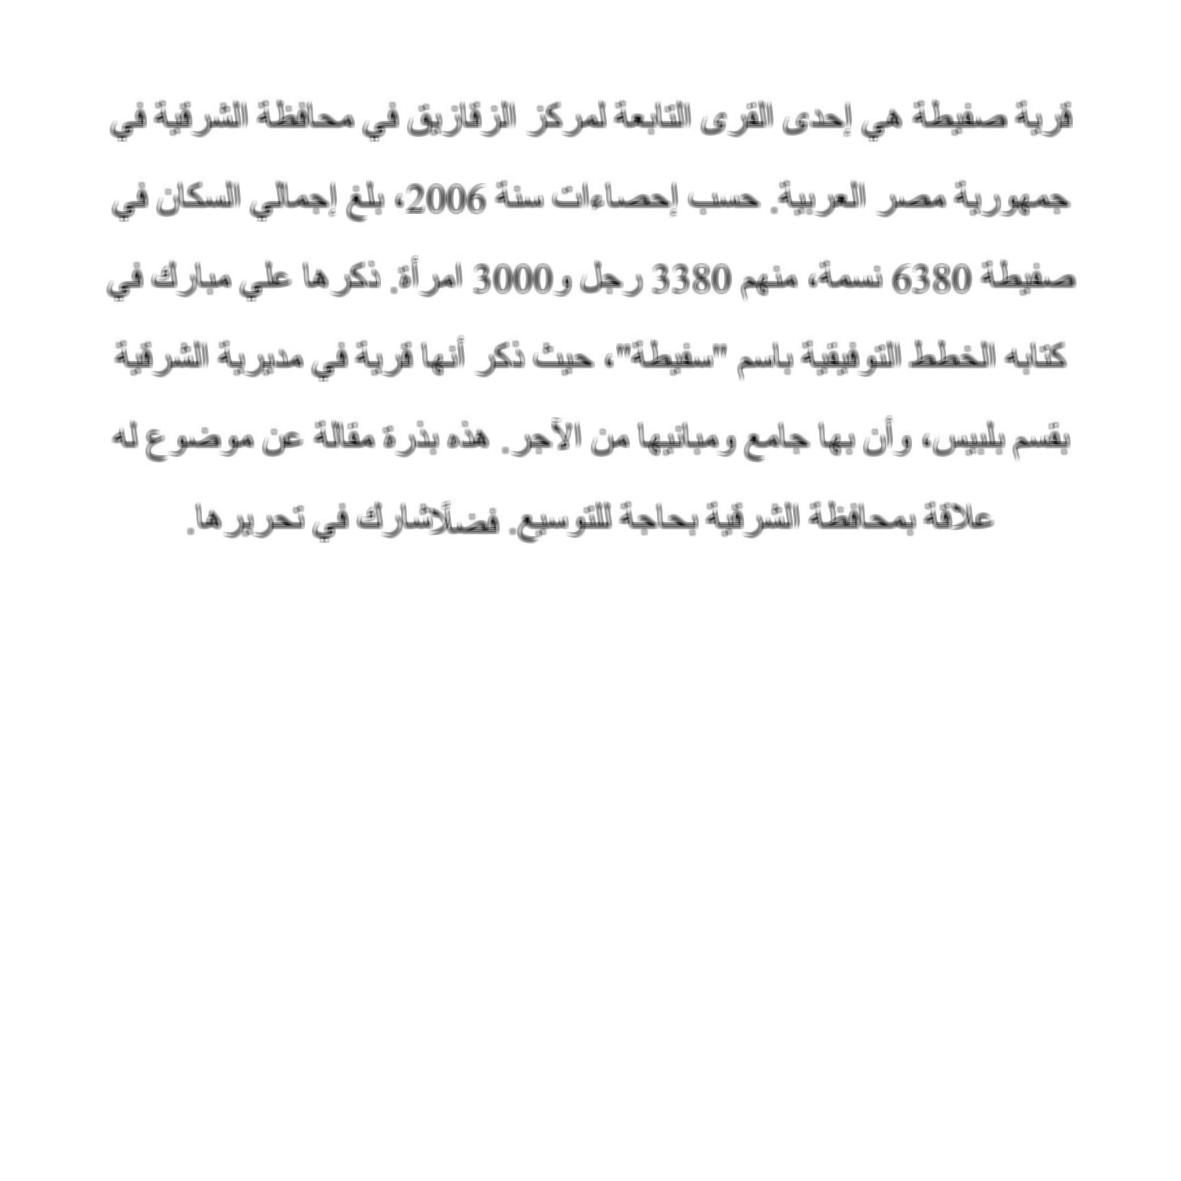 قرية صفيطة هي إحدى القرى التابعة لمركز الزقازيق في محافظة الشرقية في
جمهورية مصر العربية. حسب إحصاءات سنة 2006، بلغ إجمالي السكان في
صفيطة 6380 نسمة، منهم 3380 رجل و3000 امرأة. ذكرها علي مبارك في
كتابه الخطط التوفيقية باسم "سفيطة"، حيث ذكر أنها قرية في مديرية الشرقية
بقسم بلبيس، وأن بها جامع ومبانيها من الآجر. هذه بذرة مقالة عن موضوع له
علاقة بمحافظة الشرقية بحاجة للتوسيع. فضلًاشارك في تحريرها.